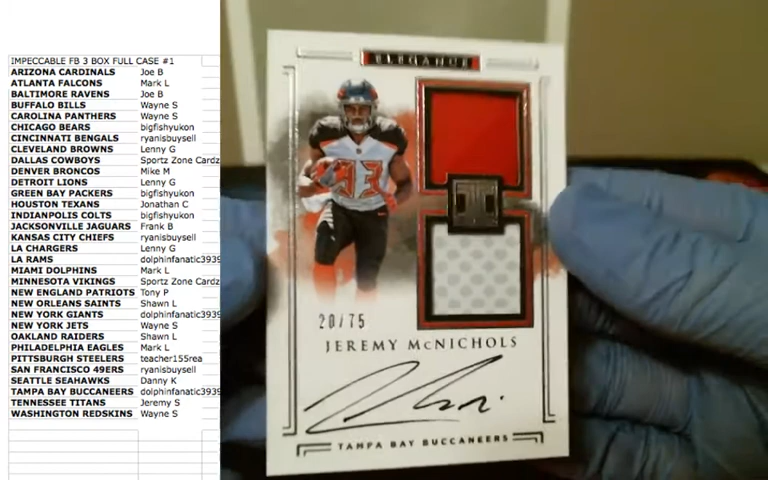 IMPECCABLE FB 3 BOX FULL CASE #1
ARIZONA CARDINALS Joe B
ATLANTA FALCONS Mark L
BALTIMORE RAVENS Joe B
BUFFALO BILLS Wayne S
CAROLINA PANTHERS Wayne S
CHICAGO BEARS bigfishyukon
CINCINNATI BENGALS ryanisbuysell
CLEVELAND BROWNS Lenny G
DALLAS COWBOYS Sportz Zone Cardz
DENVER BRONCOS Mike M
DETROIT LIONS Lenny G
GREEN BAY PACKERS bigfishyukon
HOUSTON TEXANS Jonathan C
INDIANPOLIS COLTS bigfishyukon
JACKSONVILLE JAGUARS Frank B
KANSAS CITY CHIEFS ryanisbuysell
LA CHARGERS Lenny G
LA RAMS dolphinfanatic3939
MIAMI DOLPHINS Mark L
MINNESOTA VIKINGS Sportz Zone Cardz
NEW ENGLAND PATRIOTS Tony P
NEW ORLEANS SAINTS Shawn L
NEW YORK GIANTS dolphinfanatic3939
NEW YORK JETS Wayne S
OAKLAND RAIDERS Shawn L
PHILADELPHIA EAGLES Mark L
PITTSBURGH STEELERS teacher155rea
SAN FRANCISCO 49ERS ryanisbuysell
SEATTLE SEAHAWKS Danny K
TAMPA BAY BUCCANEERS dolphinfanatic3939
TENNESSEE TITANS Jeremy S
WASHINGTON REDSKINS Wayne S
ELEGANCE
33
20/75
JEREMY McNICHOLS
TAMPA BAY BUCCANEERS